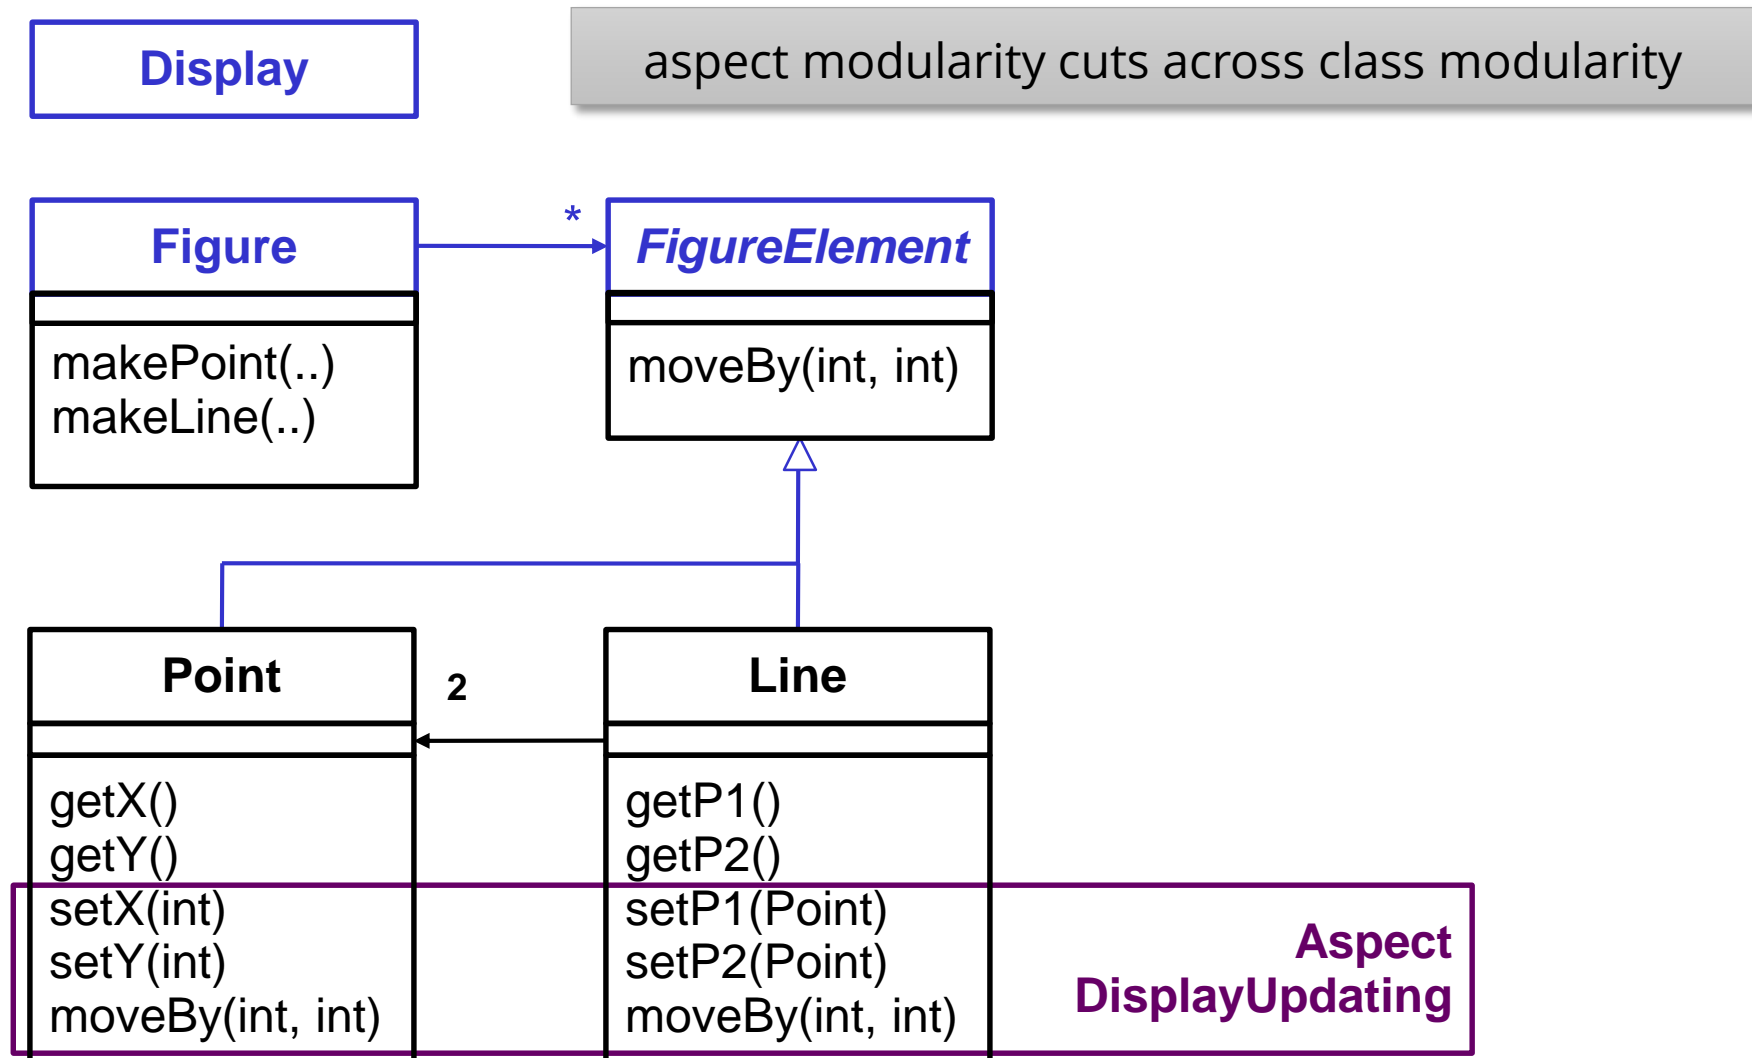 Display
aspect modularity cuts across class modularity
Figure
*
FigureElement
makePoint(..)
makeLine(..)
moveBy(int, int)
Point
2
Line
getX()
getY()
setX(int)
setY(int)
moveBy(int, int)
getP1()
getP2()
setP1(Point)
setP2(Point)
moveBy(int, int)
Aspect
DisplayUpdating